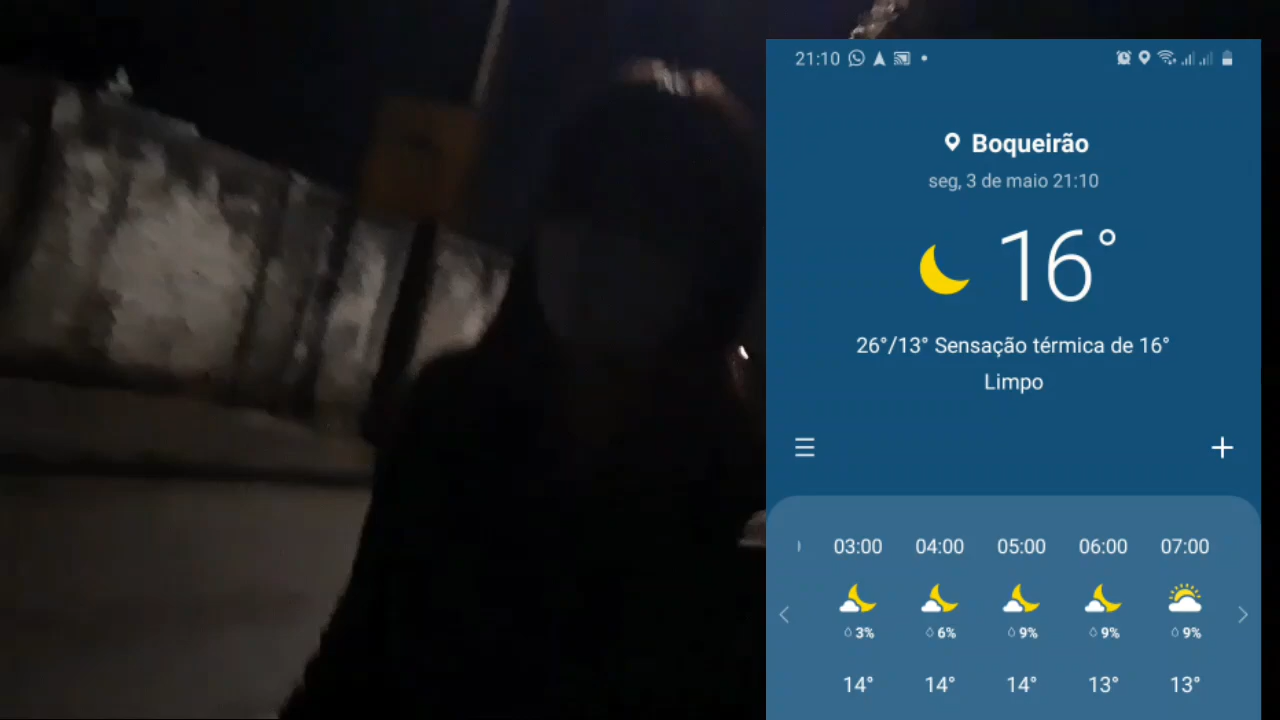 21:10
Boqueirão
seg, 3 de maio 21:10
16°
26°/13° Sensação térmica de 16°
Limpo
03:00 04:00 05:00 06:00 07:00
3% 6% 9% 9% 9%
14° 14° 14° 13° 13°